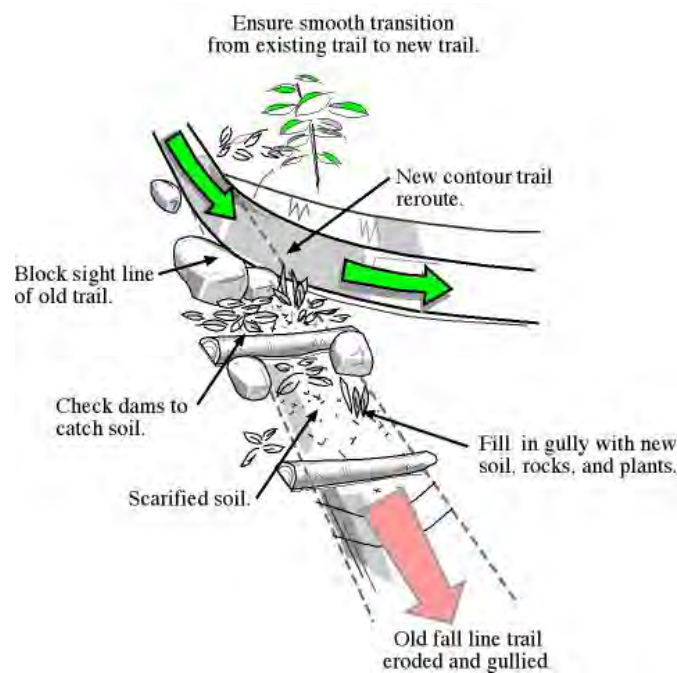 Ensure smooth transition
from existing trail to new trail.
New contour trail
reroute.
Block sight line
of old trail.
Check dams to
catch soil.
Fill in gully with new
soil, rocks, and plants.
Scarified soil.
Old fall line trail
eroded and gullied